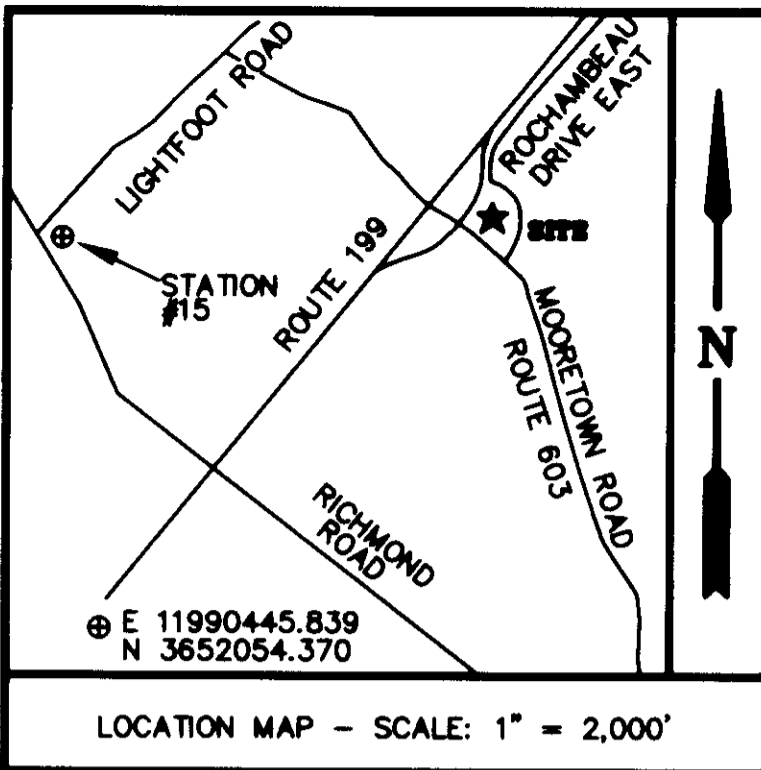 LIGHTFOOT ROAD
ROCHAMBEAU
DRIVE EAST
SITE
STATION
#15
ROUTE 199
MOORETOWN ROAD
ROUTE 603
N
RICHMOND
ROAD
E 11990445.839
N 3652054.370
LOCATION MAP - SCALE: 1" = 2,000'